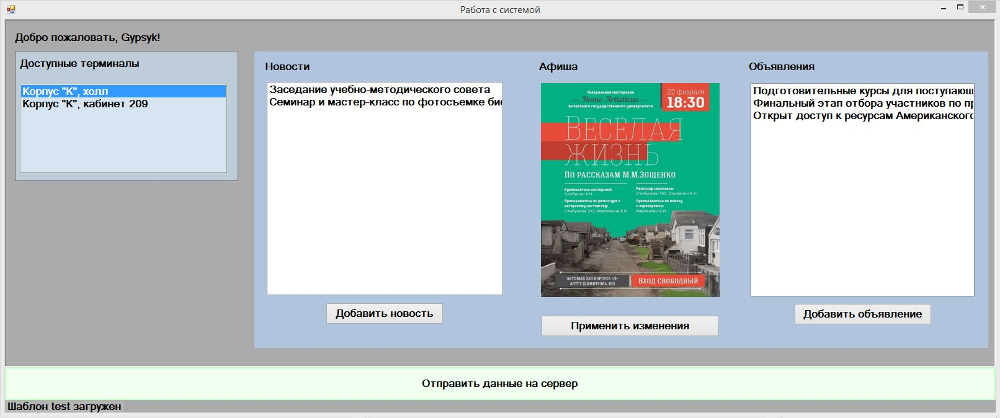 Работа с системой
Добро пожаловать, Gypsyk!
Доступные терминалы
Корпус "К", холл
Корпус "К", кабинет 209
Новости
Заседание учебно-методического совета
Семинар и мастер-класс по фотосъемке би
Добавить новость
Афиша
Театральная мастерская
Homo Artisticus
Алтайского государственного университета
22 февраля
18:30
ВЕСЁЛАЯ
ЖИЗНЬ
По рассказам М.М.Зощенко
Руководитель мастерской:
Скобелин К.Н.
Преподаватель по режиссуре и
актерскому мастерству:
Стибунова Т.Ю., Мартихина Е.В.
Режиссер спектакля:
Стибунова Т.Ю., Скобелин К.Н.
Преподаватель по вокалу
и хореографии:
Варкентин Е.И.
АКТОВЫЙ ЗАЛ КОРПУСА «Д»
АЛТГУ (ДИМИТРОВА, 66)
ВХОД СВОБОДНЫЙ
Применить изменения
Объявления
Подготовительные курсы для поступающ
Финальный этап отбора участников по пр
Открыт доступ к ресурсам Американского
Добавить объявление
Отправить данные на сервер
Шаблон test загружен